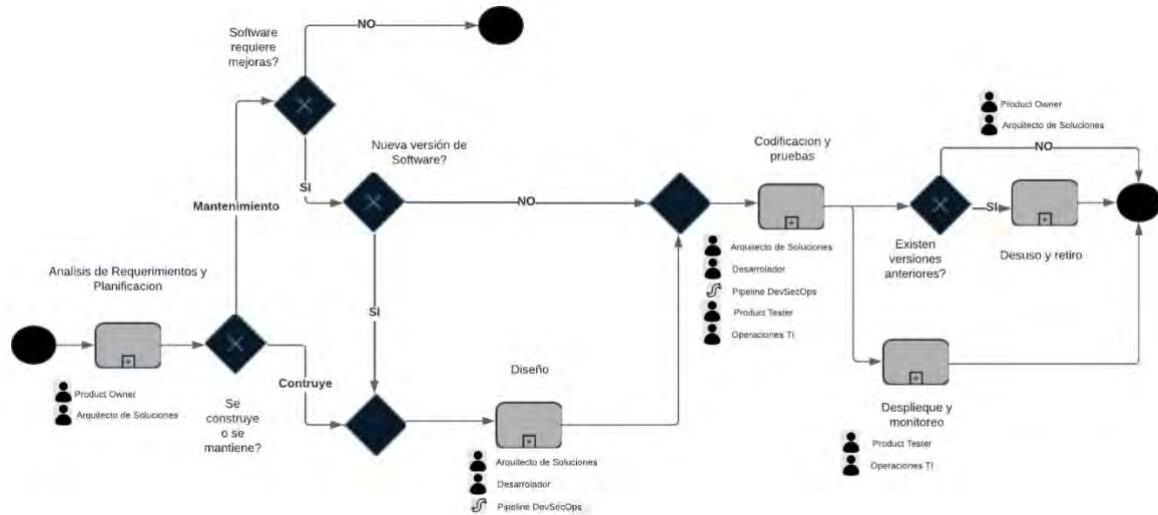 Software
requiere
mejoras?
NO
SI
Mantenimiento
Nueva versión de
Software?
NO
SI
Analisis de Requerimientos y
Planificacion
Product Owner
Arquitecto de Soluciones
Se
construye
o se
mantiene?
Contruye
Diseño
Arquitecto de Soluciones
Desarrolador
Pipeline DevSecOps
Codificacion y
pruebas
Arquitecto de Soluciones
Desarrolador
Pipeline DevSecOps
Product Tester
Operaciones TI
Product Owner
Arquitecto de Soluciones
NO
SI
Existen
versiones
anteriores?
Desuso y retiro
Desplieque y
monitoreo
Product Tester
Operaciones TI